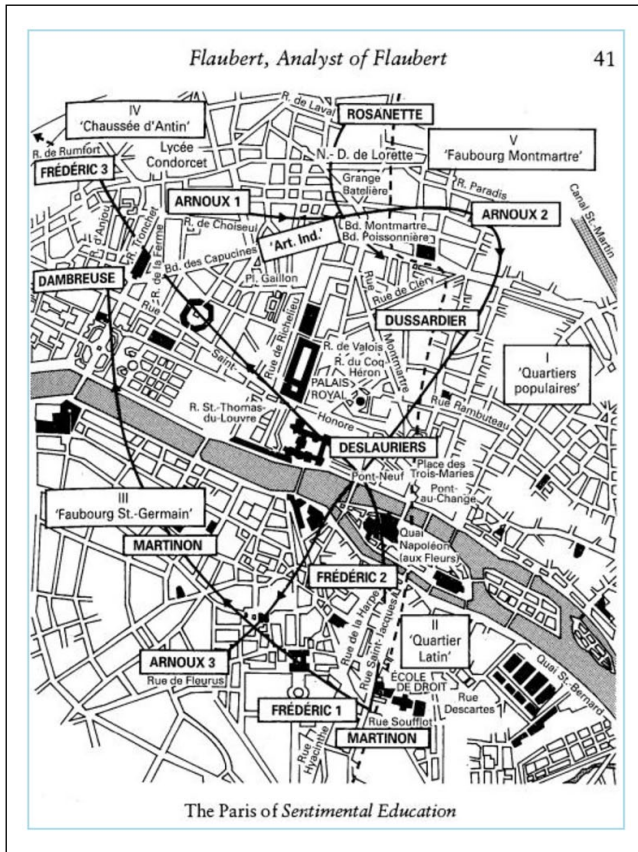 Flaubert, Analyst of Flaubert 41
IV
'Chaussée d'Antin'
R. de Laval
ROSANETTE
V
'Faubourg Montmartre'
R. de Rumfort
Lycée
Condorcet
N.-D. de Lorette
FRÉDÉRIC 3
Grange
Batelière
R. Paradis
Canal St.-Martin
ARNOUX 1
ARNOUX 2
R. d'Anjou
R. Tronchet
R. de Choiseul
'Art. Ind.'
Bd. Montmartre
Bd. Poissonnière
R. de la Ferme
Bd. des Capucines
DAMBREUSE
Pl. Gaillon
Rue
Rue de Cléry
Rue
Saint-
Rue de Richelieu
DUSSARDIER
R. de Valois
R. du Coq
Héron
Montmartre
I
'Quartiers
populaires'
PALAIS
ROYAL
Rue Rambuteau
R. St.-Thomas-
du-Louvre
Honore
DESLAURIERS
Place des
Trois-Maries
Pont-Neuf
Pont-
au-Change
III
'Faubourg St.-Germain'
Quai
Napoléon
(aux Fleurs)
MARTINON
FRÉDÉRIC 2
Rue de la Harpe
Rue Saint-Jacques
II
'Quartier
Latin'
ARNOUX 3
Rue de Fleurus
ÉCOLE
DE DROIT
Quai St.-Bernard
Rue
Descartes
FRÉDÉRIC 1
Rue Soufflot
Rue
Hyacinthe
MARTINON
The Paris of Sentimental Education